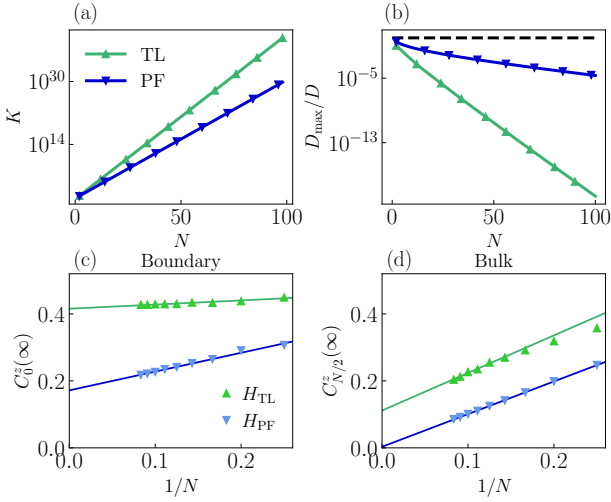 (a)
(b)
TL
PF
10^30
10^14
K
0
50
100
N
10^−5
10^−13
D_max/D
0
50
100
N
(c)
Boundary
(d)
Bulk
0.4
0.2
0.0
C_0^z(∞)
H_TL
H_PF
0.0
0.1
0.2
1/N
0.4
0.2
0.0
C_{N/2}^z(∞)
0.0
0.1
0.2
1/N